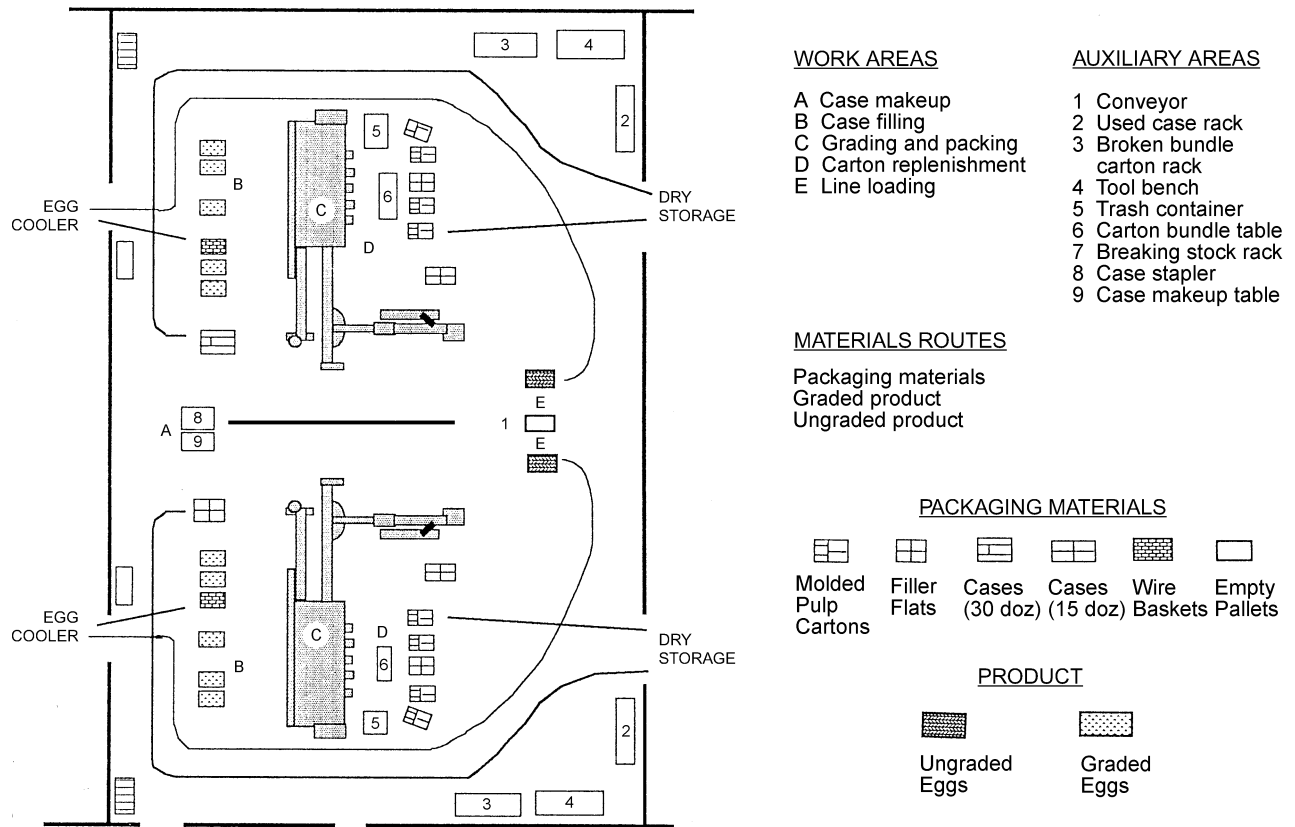 3
4
2
5
B
6
C
D
EGG
COOLER
DRY
STORAGE
E
1
E
A
8
9
EGG
COOLER
B
C
D
6
5
DRY
STORAGE
2
3
4
WORK AREAS
A Case makeup
B Case filling
C Grading and packing
D Carton replenishment
E Line loading
AUXILIARY AREAS
1 Conveyor
2 Used case rack
3 Broken bundle
carton rack
4 Tool bench
5 Trash container
6 Carton bundle table
7 Breaking stock rack
8 Case stapler
9 Case makeup table
MATERIALS ROUTES
Packaging materials
Graded product
Ungraded product
PACKAGING MATERIALS
Molded
Pulp
Cartons
Filler
Flats
Cases
(30 doz)
Cases
(15 doz)
Wire
Baskets
Empty
Pallets
PRODUCT
Ungraded
Eggs
Graded
Eggs